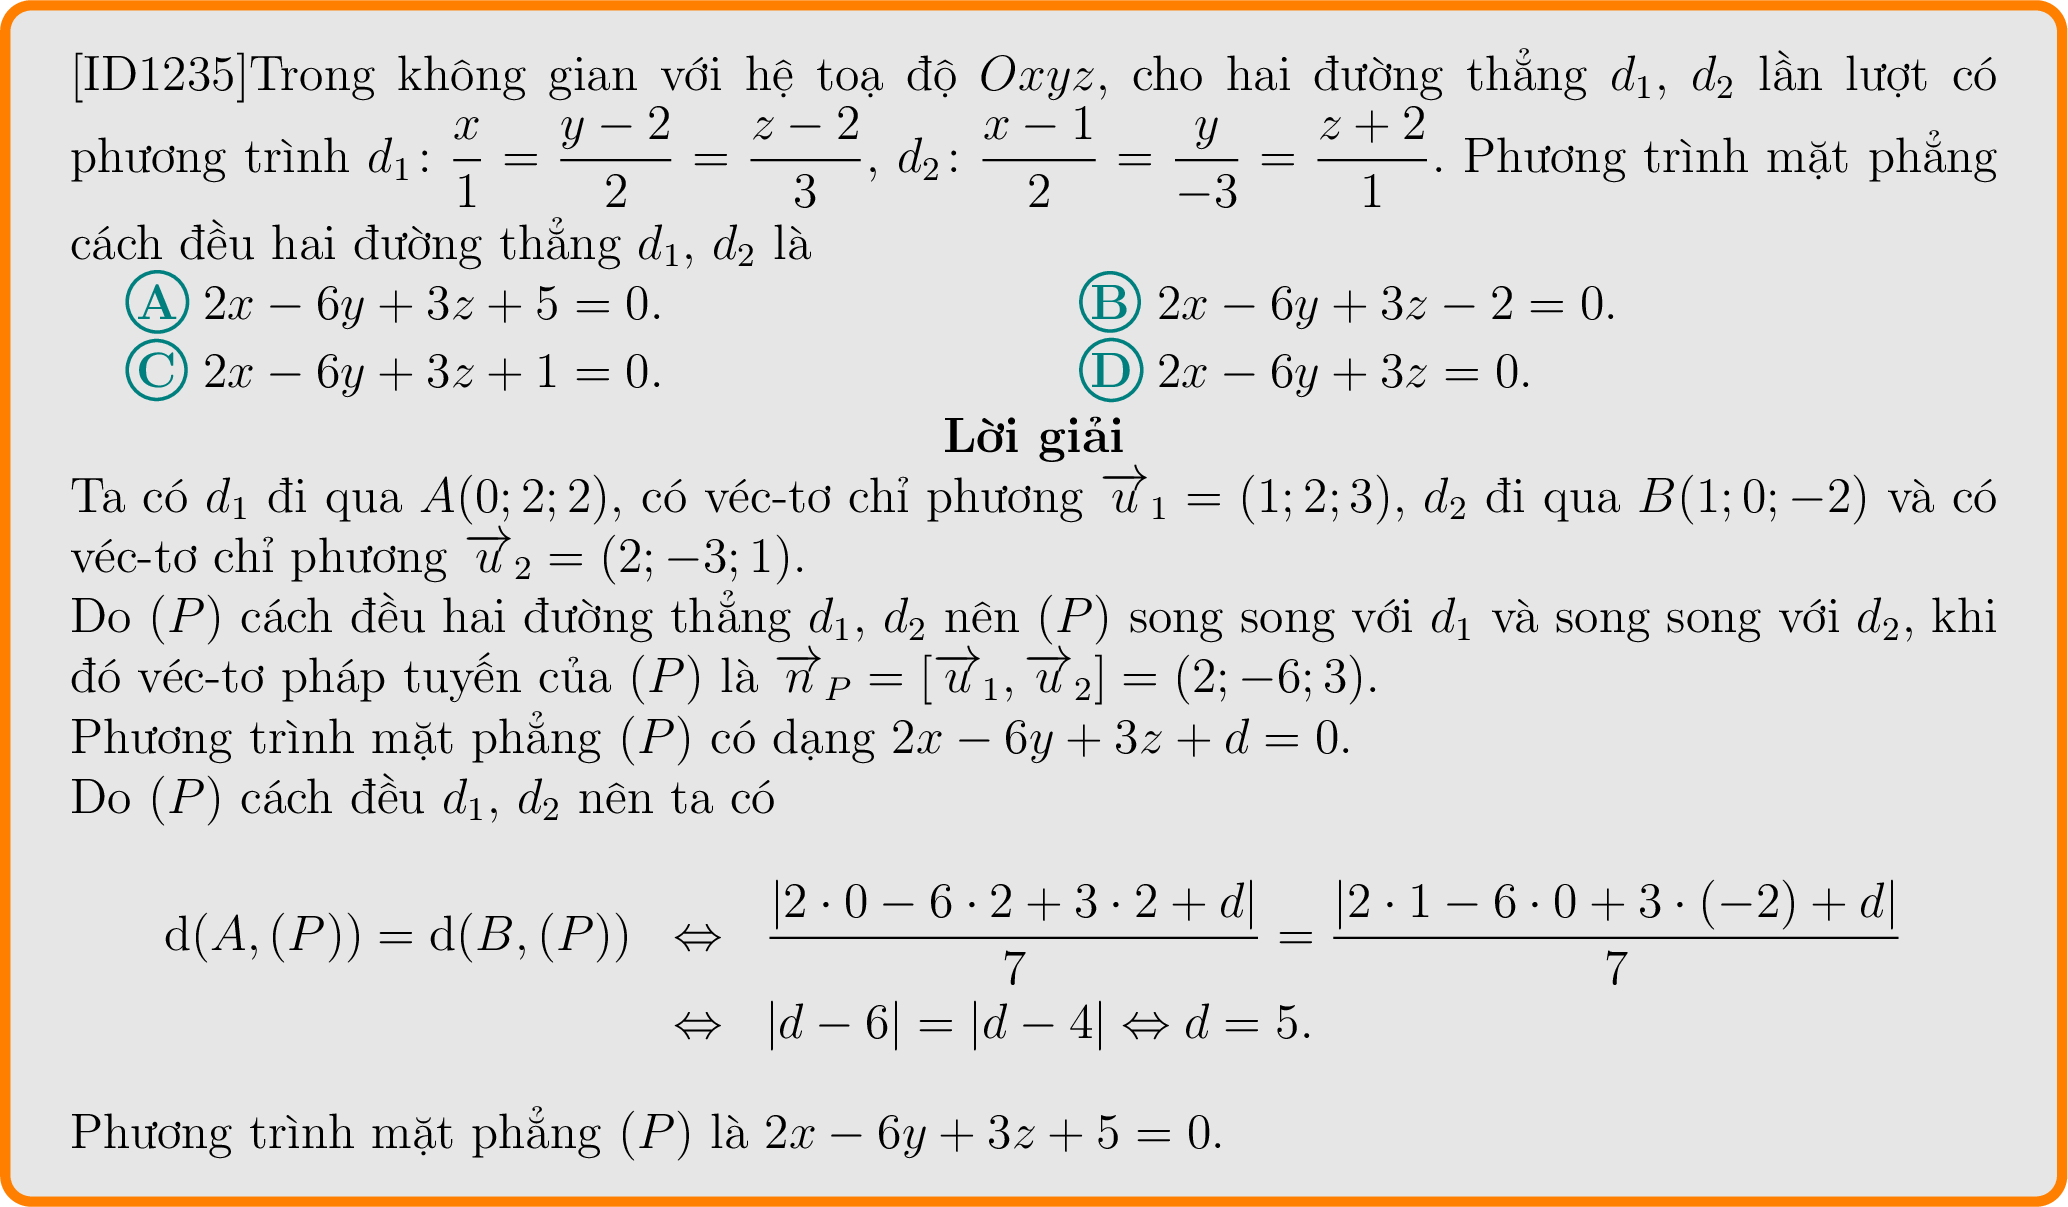 [ID1235]Trong không gian với hệ toạ độ $Oxyz$, cho hai đường thẳng $d_1$, $d_2$ lần lượt có
phương trình $d_1: \dfrac{x}{1} = \dfrac{y-2}{2} = \dfrac{z-2}{3}$, $d_2: \dfrac{x-1}{2} = \dfrac{y}{-3} = \dfrac{z+2}{1}$. Phương trình mặt phẳng
cách đều hai đường thẳng $d_1$, $d_2$ là
A $2x - 6y + 3z + 5 = 0$.
B $2x - 6y + 3z - 2 = 0$.
C $2x - 6y + 3z + 1 = 0$.
D $2x - 6y + 3z = 0$.
Lời giải
Ta có $d_1$ đi qua $A(0; 2; 2)$, có véc-tơ chỉ phương $\overrightarrow{u}_1 = (1; 2; 3)$, $d_2$ đi qua $B(1; 0; -2)$ và có
véc-tơ chỉ phương $\overrightarrow{u}_2 = (2; -3; 1)$.
Do $(P)$ cách đều hai đường thẳng $d_1$, $d_2$ nên $(P)$ song song với $d_1$ và song song với $d_2$, khi
đó véc-tơ pháp tuyến của $(P)$ là $\overrightarrow{n}_P = [\overrightarrow{u}_1, \overrightarrow{u}_2] = (2; -6; 3)$.
Phương trình mặt phẳng $(P)$ có dạng $2x - 6y + 3z + d = 0$.
Do $(P)$ cách đều $d_1$, $d_2$ nên ta có
$\mathrm{d}(A, (P)) = \mathrm{d}(B, (P)) \Leftrightarrow \dfrac{|2 \cdot 0 - 6 \cdot 2 + 3 \cdot 2 + d|}{7} = \dfrac{|2 \cdot 1 - 6 \cdot 0 + 3 \cdot (-2) + d|}{7}$
$\Leftrightarrow |d - 6| = |d - 4| \Leftrightarrow d = 5$.
Phương trình mặt phẳng $(P)$ là $2x - 6y + 3z + 5 = 0$.